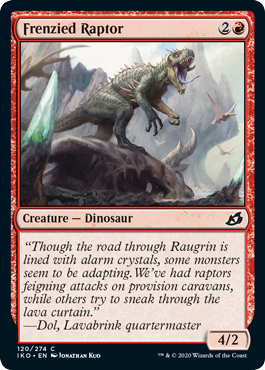 Frenzied Raptor 2
Creature — Dinosaur
“Though the road through Raugrin is
lined with alarm crystals, some monsters
seem to be adapting. We’ve had raptors
feigning attacks on provision caravans,
while others try to sneak through the
lava curtain.”
—Dol, Lavabrink quartermaster
4/2
120/274 C
IKO • EN Jonathan Kuo
™ & © 2020 Wizards of the Coast